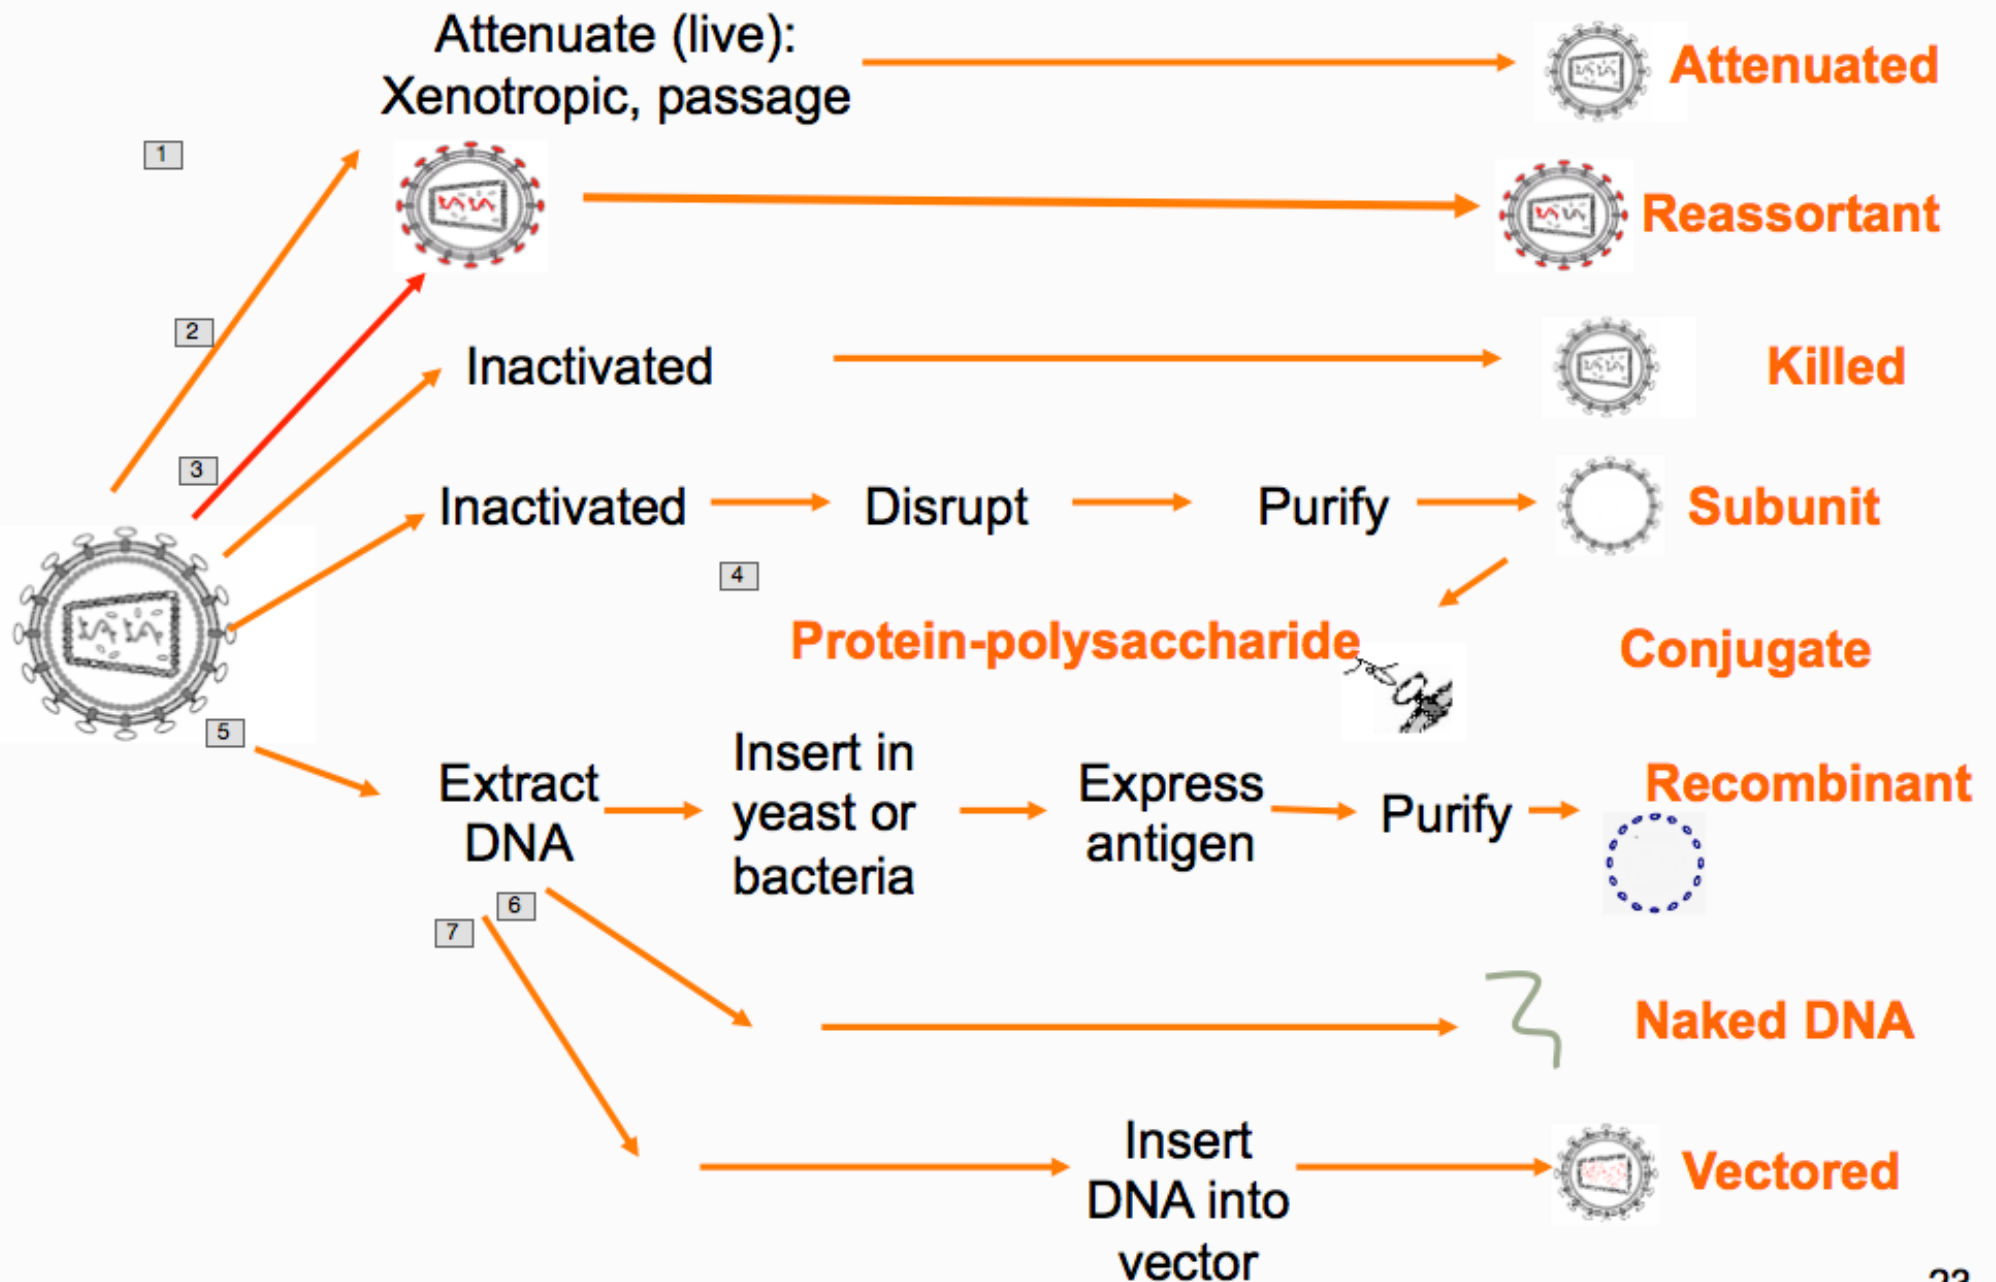 Attenuate (live):
Xenotropic, passage
Attenuated
1
Reassortant
2
Inactivated
Killed
3
Inactivated
Disrupt
Purify
Subunit
4
Protein-polysaccharide
Conjugate
5
Extract
DNA
Insert in
yeast or
bacteria
Express
antigen
Purify
Recombinant
6
7
Naked DNA
Insert
DNA into
vector
Vectored